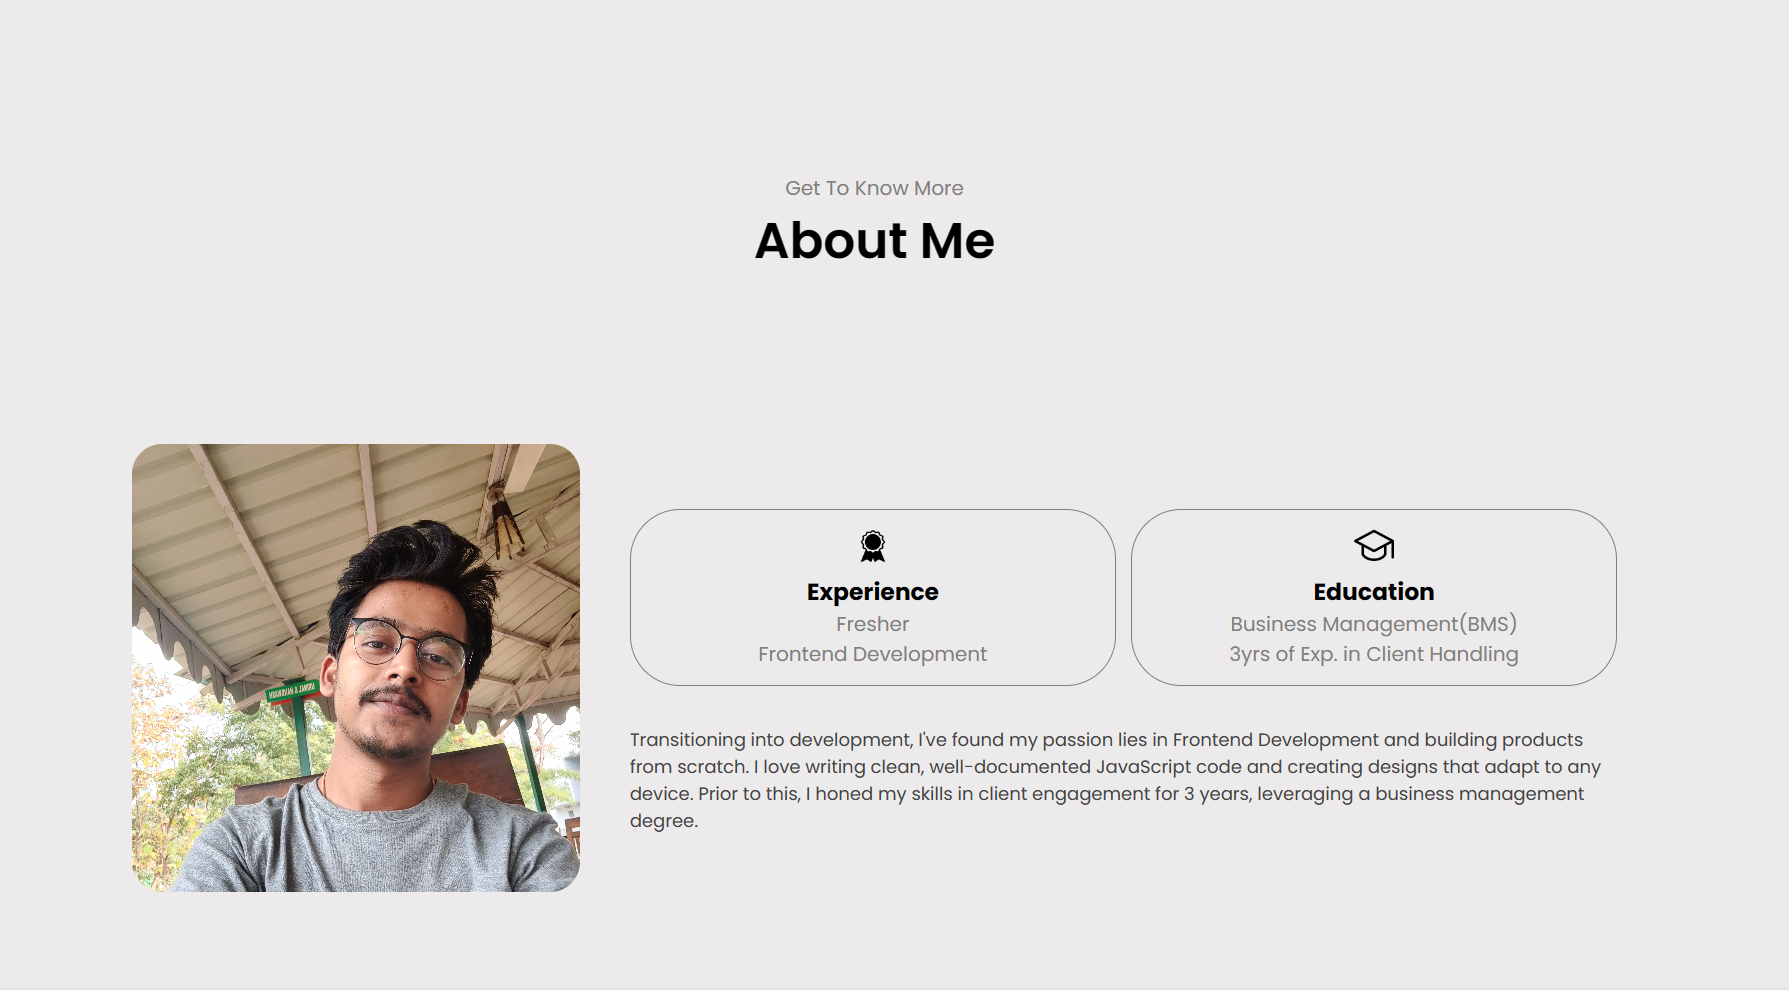 Get To Know More
About Me
Experience
Fresher
Frontend Development
Education
Business Management(BMS)
3yrs of Exp. in Client Handling
Transitioning into development, I've found my passion lies in Frontend Development and building products
from scratch. I love writing clean, well-documented JavaScript code and creating designs that adapt to any
device. Prior to this, I honed my skills in client engagement for 3 years, leveraging a business management
degree.